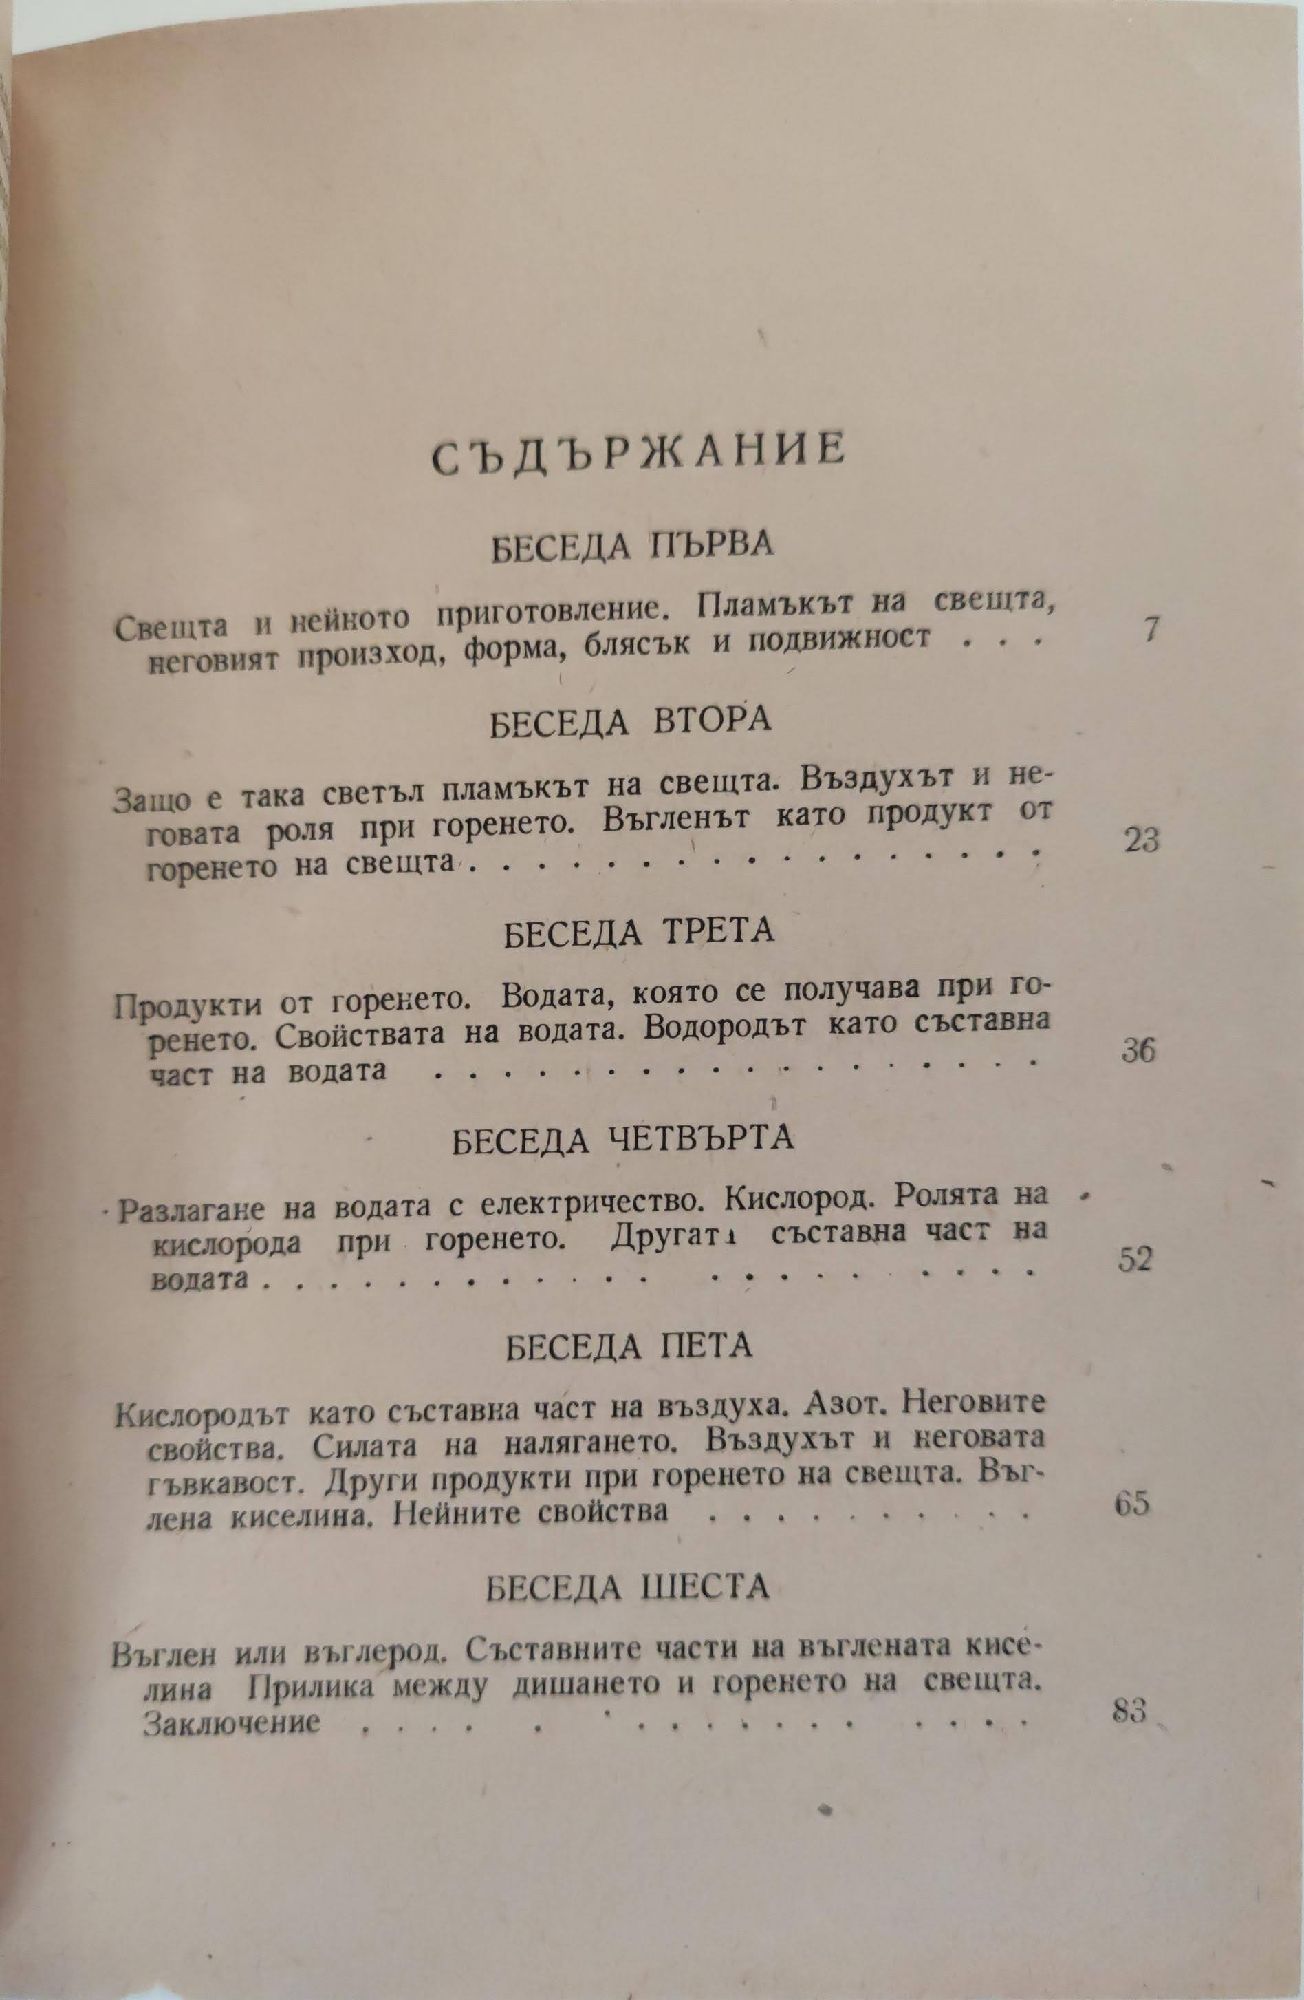 СЪДЪРЖАНИЕ
БЕСЕДА ПЪРВА
Свещта и нейното приготовление. Пламъкът на свещта,
неговият произход, форма, блясък и подвижност . . . 7
БЕСЕДА ВТОРА
Защо е така светъл пламъкът на свещта. Въздухът и не-
говата роля при горенето. Въгленът като продукт от
горенето на свещта . . . . . . . . . . . . . . . . . 23
БЕСЕДА ТРЕТА
Продукти от горенето. Водата, която се получава при го-
ренето. Свойствата на водата. Водородът като съставна
част на водата . . . . . . . . . . . . . . . . . . 36
БЕСЕДА ЧЕТВЪРТА
Разлагане на водата с електричество. Кислород. Ролята на
кислорода при горенето. Другата съставна част на
водата . . . . . . . . . . . . . . . . . . . . . 52
БЕСЕДА ПЕТА
Кислородът като съставна част на въздуха. Азот. Неговите
свойства. Силата на налягането. Въздухът и неговата
гъвкавост. Други продукти при горенето на свещта. Въг-
лена киселина. Нейните свойства . . . . . . . . . . 65
БЕСЕДА ШЕСТА
Въглен или въглерод. Съставните части на въглената кисе-
лина Прилика между дишането и горенето на свещта.
Заключение . . . . . . . . . . . . . . . . . 83